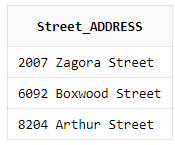 Street_ADDRESS
2007 Zagora Street
6092 Boxwood Street
8204 Arthur Street